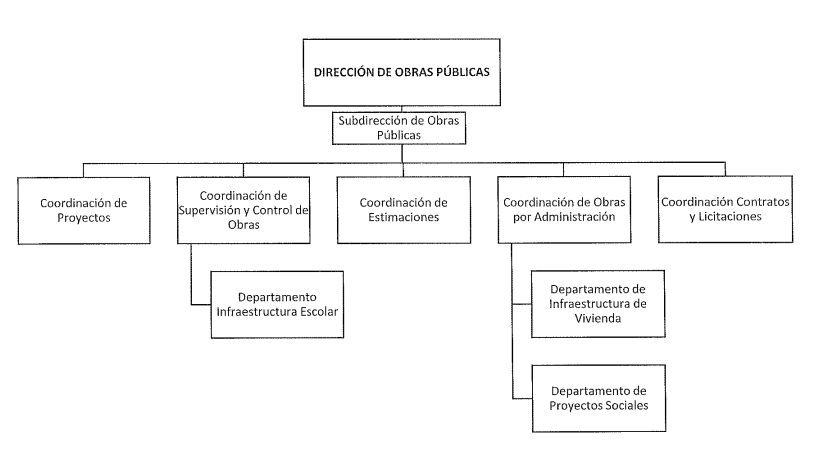 DIRECCIÓN DE OBRAS PÚBLICAS
Subdirección de Obras
Públicas
Coordinación de
Proyectos
Coordinación de
Supervisión y Control de
Obras
Coordinación de
Estimaciones
Coordinación de Obras
por Administración
Coordinación Contratos
y Licitaciones
Departamento
Infraestructura Escolar
Departamento de
Infraestructura de
Vivienda
Departamento de
Proyectos Sociales